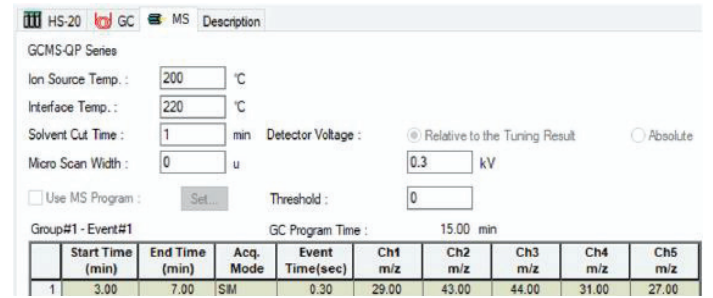 HS-20 GC MS Description
GCMS-QP Series
Ion Source Temp. : 200 °C
Interface Temp. : 220 °C
Solvent Cut Time : 1 min Detector Voltage : Relative to the Tuning Result Absolute
Micro Scan Width : 0 u 0.3 kV
Use MS Program : Set... Threshold : 0
Group#1 - Event#1 GC Program Time : 15.00 min
Start Time (min) End Time (min) Acq. Mode Event Time(sec) Ch1 m/z Ch2 m/z Ch3 m/z Ch4 m/z Ch5 m/z
1 3.00 7.00 SIM 0.30 29.00 43.00 44.00 31.00 27.00